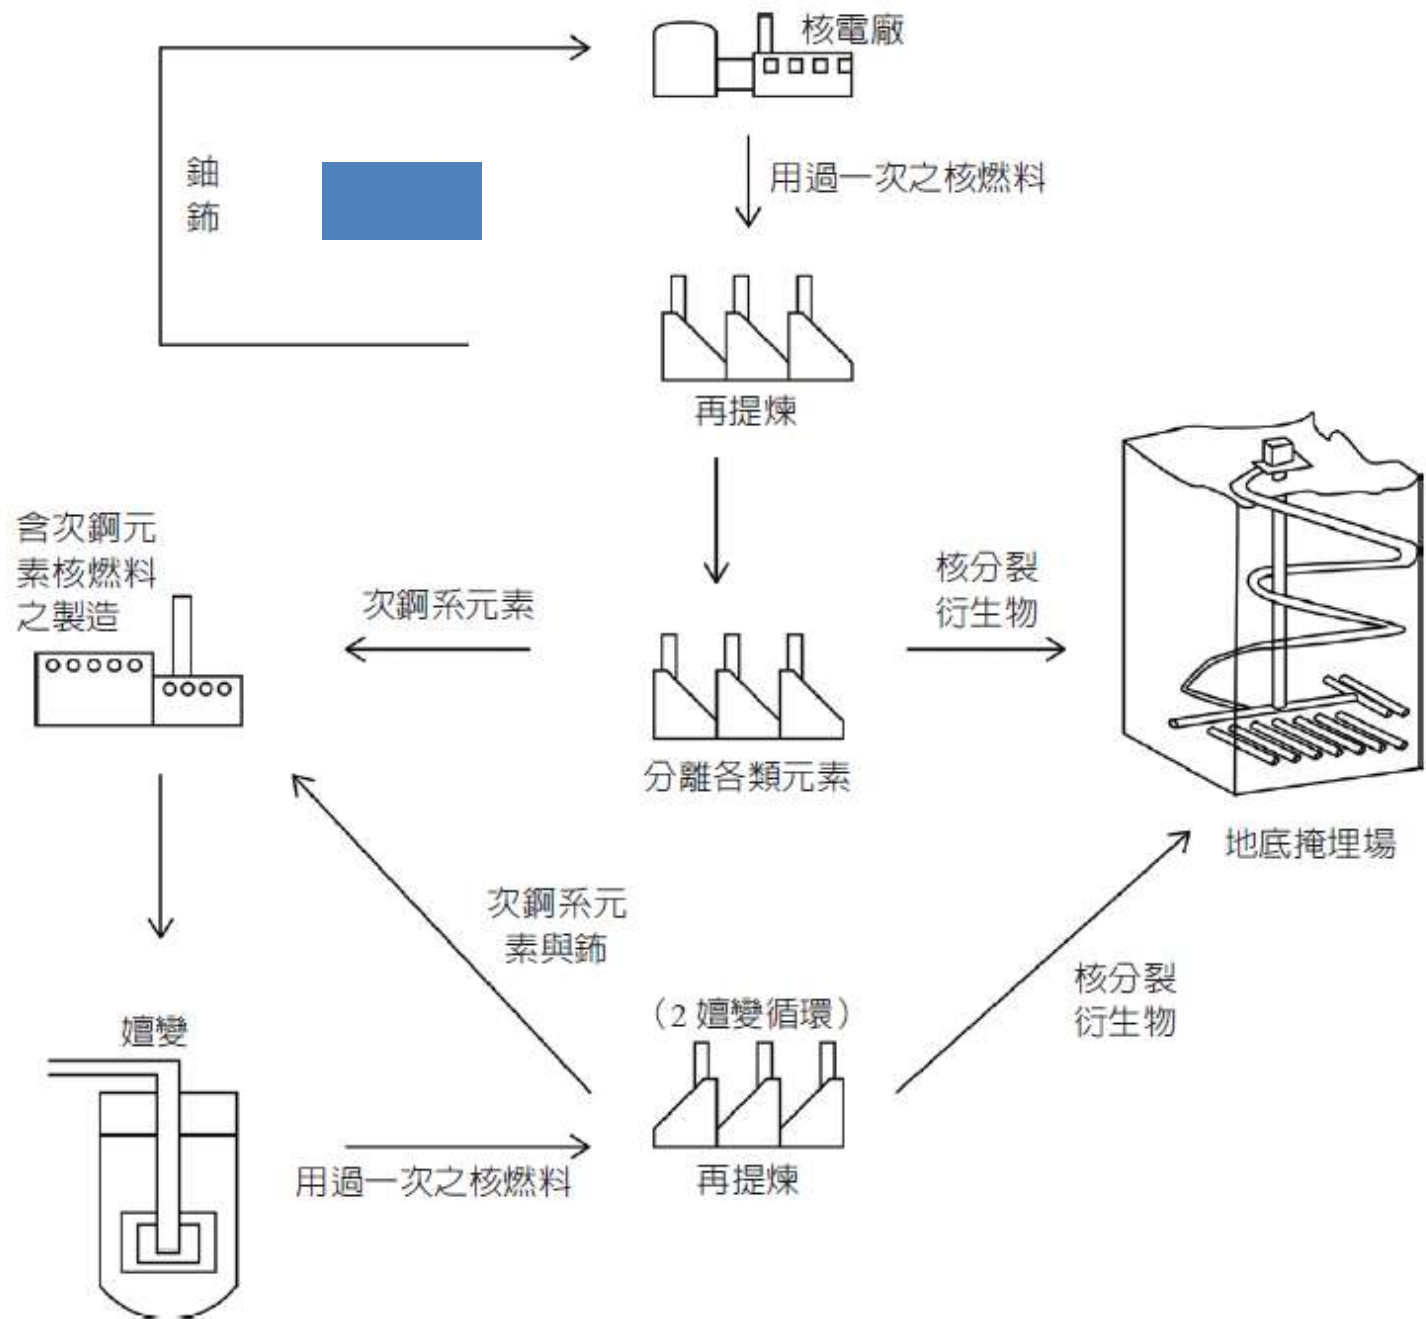 核電廠
鈾
鈽
用過一次之核燃料
再提煉
含次錒元
素核燃料
之製造
次錒系元素
核分裂
衍生物
分離各類元素
地底掩埋場
次錒系元
素與鈽
核分裂
衍生物
嬗變
(2 嬗變循環)
用過一次之核燃料
再提煉